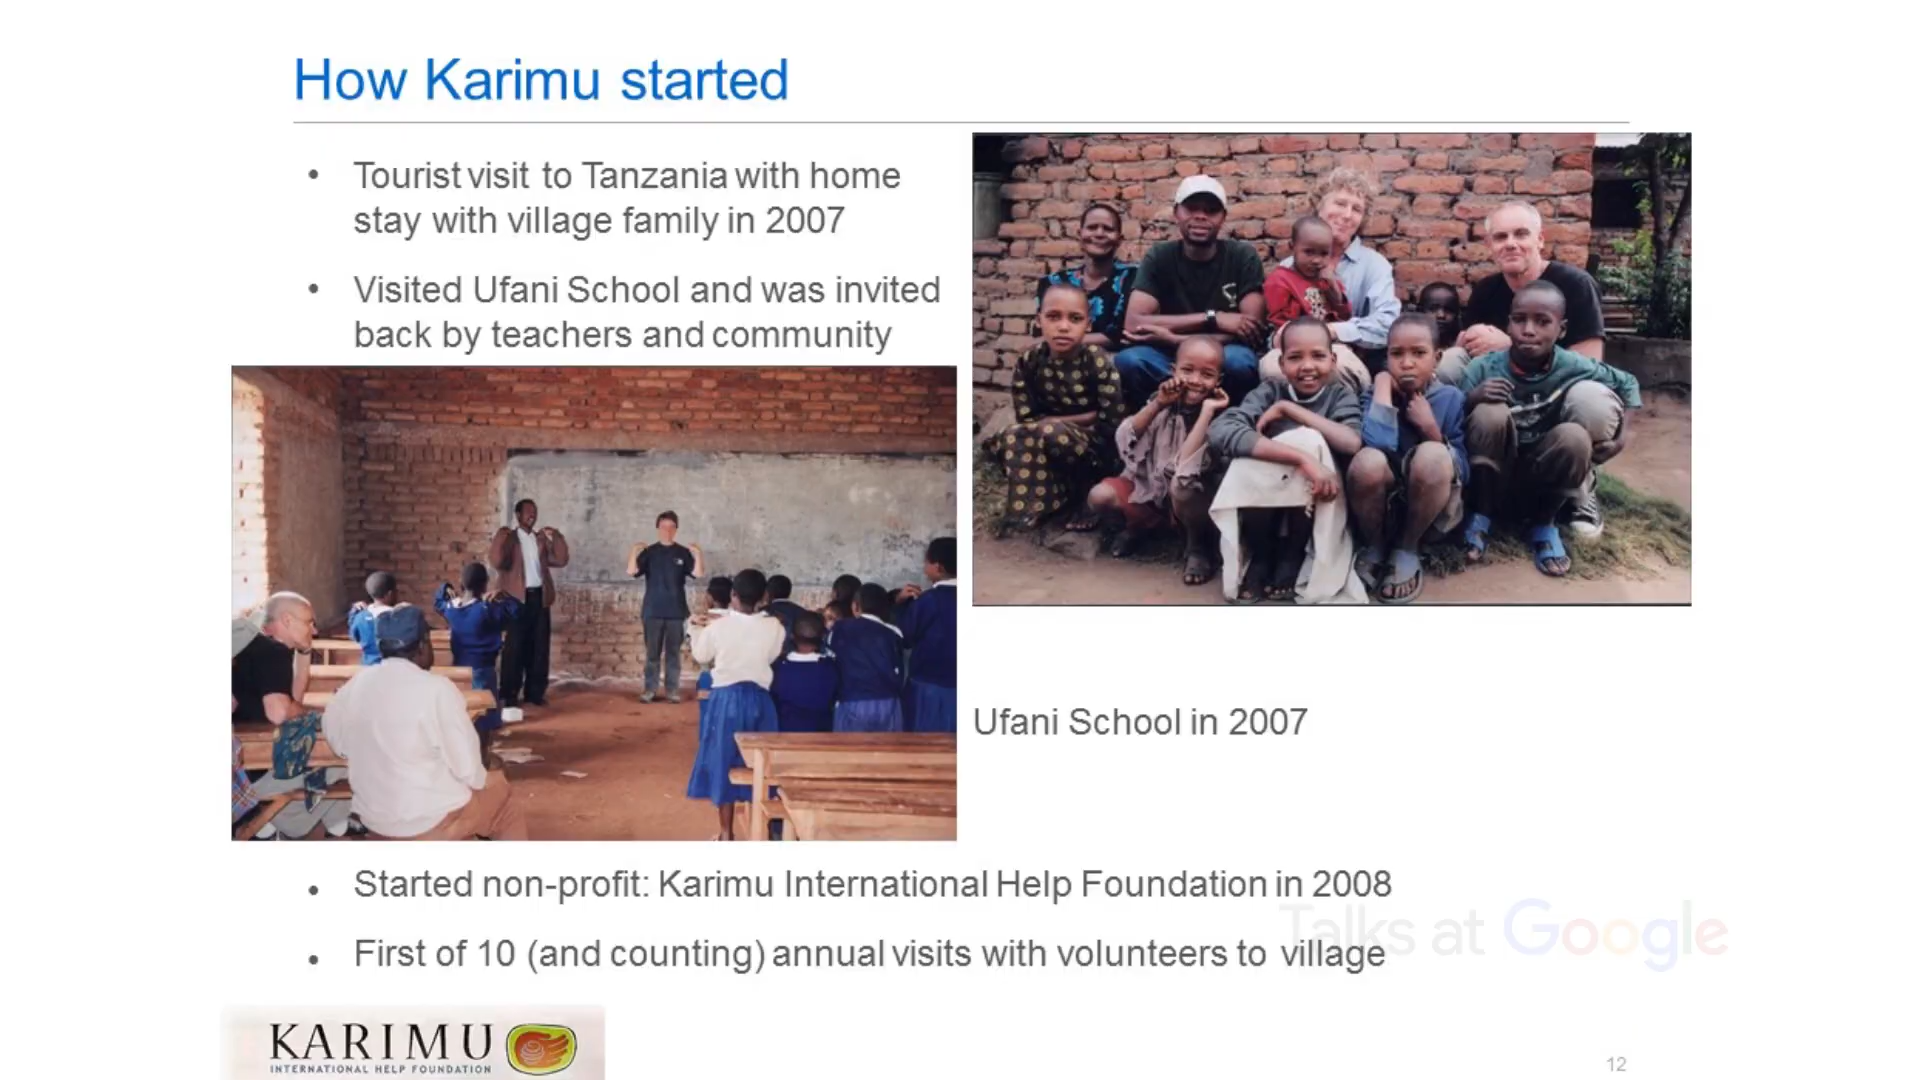 How Karimu started
• Tourist visit to Tanzania with home
stay with village family in 2007
• Visited Ufani School and was invited
back by teachers and community
Ufani School in 2007
• Started non-profit: Karimu International Help Foundation in 2008
• First of 10 (and counting) annual visits with volunteers to village
Talks at Google
KARIMU
INTERNATIONAL HELP FOUNDATION
12